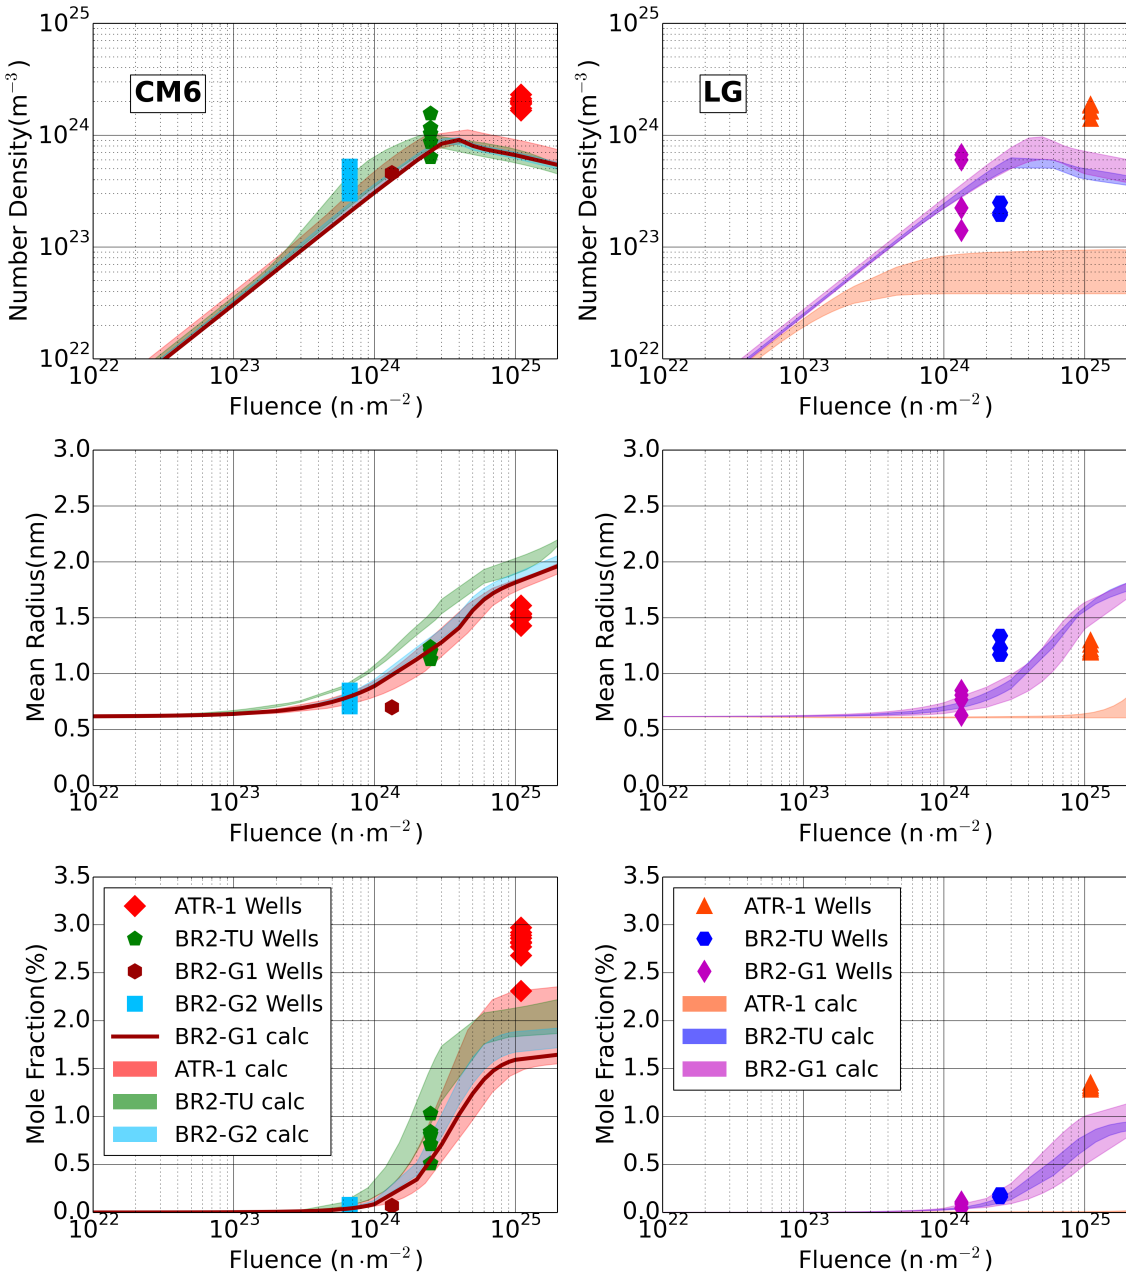 CM6
10^25
10^24
10^23
10^22
Number Density(m^-3)
10^22 10^23 10^24 10^25
Fluence (n·m^-2)
LG
10^25
10^24
10^23
10^22
Number Density(m^-3)
10^22 10^23 10^24 10^25
Fluence (n·m^-2)
3.0
2.5
2.0
1.5
1.0
0.5
0.0
Mean Radius(nm)
10^22 10^23 10^24 10^25
Fluence (n·m^-2)
3.0
2.5
2.0
1.5
1.0
0.5
0.0
Mean Radius(nm)
10^22 10^23 10^24 10^25
Fluence (n·m^-2)
3.5
3.0
2.5
2.0
1.5
1.0
0.5
0.0
Mole Fraction(%)
ATR-1 Wells
BR2-TU Wells
BR2-G1 Wells
BR2-G2 Wells
BR2-G1 calc
ATR-1 calc
BR2-TU calc
BR2-G2 calc
10^22 10^23 10^24 10^25
Fluence (n·m^-2)
3.5
3.0
2.5
2.0
1.5
1.0
0.5
0.0
Mole Fraction(%)
ATR-1 Wells
BR2-TU Wells
BR2-G1 Wells
ATR-1 calc
BR2-TU calc
BR2-G1 calc
10^22 10^23 10^24 10^25
Fluence (n·m^-2)